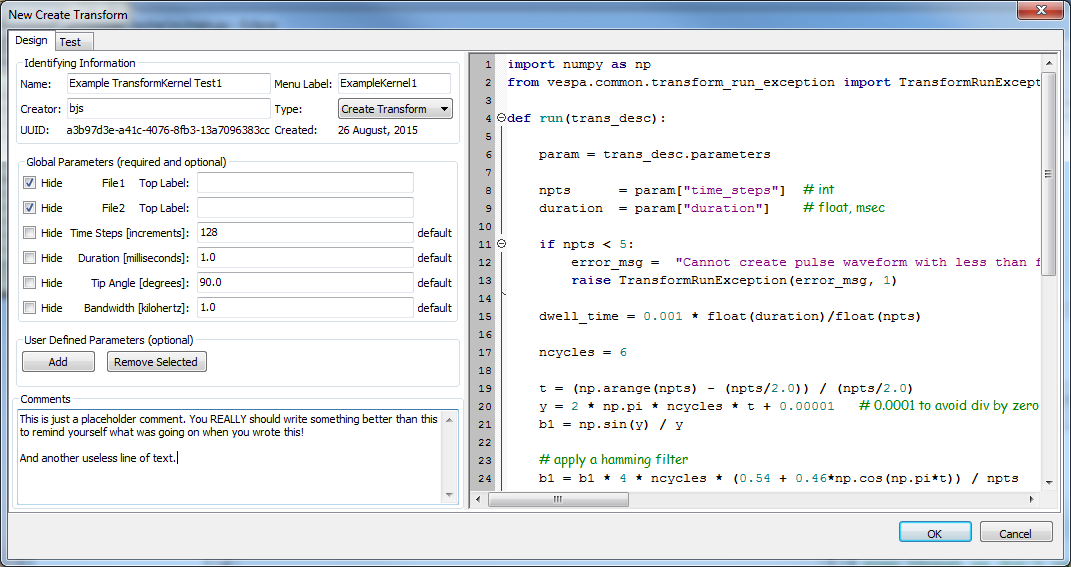 New Create Transform
Design Test
Identifying Information
Name: Example TransformKernel Test1 Menu Label: ExampleKernel1
Creator: bjs Type: Create Transform
UUID: a3b97d3e-a41c-4076-8fb3-13a7096383cc Created: 26 August, 2015
Global Parameters (required and optional)
Hide File1 Top Label:
Hide File2 Top Label:
Hide Time Steps [increments]: 128 default
Hide Duration [milliseconds]: 1.0 default
Hide Tip Angle [degrees]: 90.0 default
Hide Bandwidth [kilohertz]: 1.0 default
User Defined Parameters (optional)
Add Remove Selected
Comments
This is just a placeholder comment. You REALLY should write something better than this
to remind yourself what was going on when you wrote this!
And another useless line of text.
1 import numpy as np
2 from vespa.common.transform_run_exception import TransformRunExcept
3
4 def run(trans_desc):
5
6 param = trans_desc.parameters
7
8 npts = param["time_steps"] # int
9 duration = param["duration"] # float, msec
10
11 if npts < 5:
12 error_msg = "Cannot create pulse waveform with less than f
13 raise TransformRunException(error_msg, 1)
14
15 dwell_time = 0.001 * float(duration)/float(npts)
16
17 ncycles = 6
18
19 t = (np.arange(npts) - (npts/2.0)) / (npts/2.0)
20 y = 2 * np.pi * ncycles * t + 0.00001 # 0.0001 to avoid div by zero
21 b1 = np.sin(y) / y
22
23 # apply a hamming filter
24 b1 = b1 * 4 * ncycles * (0.54 + 0.46*np.cos(np.pi*t)) / npts
OK Cancel